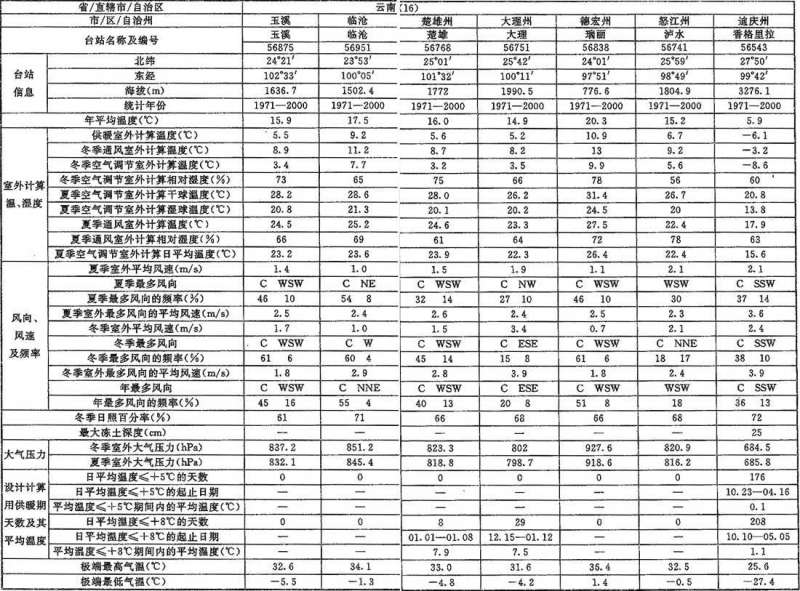 省/直辖市/自治区 云南(16)
市/区/自治州 玉溪 临沧 楚雄州 大理州 德宏州 怒江州 迪庆州
台站名称及编号 玉溪 临沧 楚雄 大理 瑞丽 泸水 香格里拉
56875 56951 56768 56751 56838 56741 56543
台站信息
北纬 24°21′ 23°53′ 25°01′ 25°42′ 24°01′ 25°59′ 27°50′
东经 102°33′ 100°05′ 101°32′ 100°11′ 97°51′ 98°49′ 99°42′
海拔(m) 1636.7 1502.4 1772 1990.5 776.6 1804.9 3276.1
统计年份 1971—2000 1971—2000 1971—2000 1971—2000 1971—2000 1971—2000 1971—2000
年平均温度(℃) 15.9 17.5 16.0 14.9 20.3 15.2 5.9
室外计算温、湿度
供暖室外计算温度(℃) 5.5 9.2 5.6 5.2 10.9 6.7 -6.1
冬季通风室外计算温度(℃) 8.9 11.2 8.7 8.2 13 9.2 -3.2
冬季空气调节室外计算温度(℃) 3.4 7.7 3.2 3.5 9.9 5.6 -8.6
冬季空气调节室外计算相对湿度(%) 73 65 75 66 78 56 60
夏季空气调节室外计算干球温度(℃) 28.2 28.6 28.0 26.2 31.4 26.7 20.8
夏季空气调节室外计算湿球温度(℃) 20.8 21.3 20.1 20.2 24.5 20 13.8
夏季通风室外计算温度(℃) 24.5 25.2 24.6 23.3 27.5 22.4 17.9
夏季通风室外计算相对湿度(%) 66 69 61 64 72 78 63
夏季空气调节室外计算日平均温度(℃) 23.2 23.6 23.9 22.3 26.4 22.4 15.6
风向、风速及频率
夏季室外平均风速(m/s) 1.4 1.0 1.5 1.9 1.1 2.1 2.1
夏季最多风向 C WSW C NE C WSW C NW C WSW WSW C SSW
夏季最多风向的频率(%) 46 10 54 8 32 14 27 10 46 10 30 37 14
夏季室外最多风向的平均风速(m/s) 2.5 2.4 2.6 2.4 2.5 2.3 3.6
冬季室外平均风速(m/s) 1.7 1.0 1.5 3.4 0.7 2.1 2.4
冬季最多风向 C WSW C W C WSW C ESE C WSW C WSW C SSW
冬季最多风向的频率(%) 61 6 60 4 45 14 15 8 61 6 18 17 38 10
冬季室外最多风向的平均风速(m/s) 1.8 2.9 2.8 3.9 1.8 2.4 3.9
年最多风向 C WSW C NNE C WSW C ESE C WSW WSW C SSW
年最多风向的频率(%) 45 16 55 4 40 13 20 8 51 8 18 36 13
冬季日照百分率(%) 61 71 66 68 66 68 72
最大冻土深度(cm) — — — — — — 25
大气压力
冬季室外大气压力(hPa) 837.2 851.2 823.3 802 927.6 820.9 684.5
夏季室外大气压力(hPa) 832.1 845.4 818.8 798.7 918.6 816.2 685.8
设计计算用供暖期天数及其平均温度
日平均温度≤+5℃的天数 0 0 0 0 0 0 176
日平均温度≤+5℃的起止日期 — — — — — — 10.23—04.16
平均温度≤+5℃期间内的平均温度(℃) — — — — — — 0.1
日平均温度≤+8℃的天数 0 0 8 29 0 0 208
日平均温度≤+8℃的起止日期 — — 01.01—01.08 12.15—01.12 — — 10.10—05.05
平均温度≤+8℃期间内的平均温度(℃) — — 7.9 7.5 — — 1.1
极端最高气温(℃) 32.6 34.1 33.0 31.6 36.4 32.5 25.6
极端最低气温(℃) -5.5 -1.3 -4.8 -4.2 1.4 -0.5 -27.4